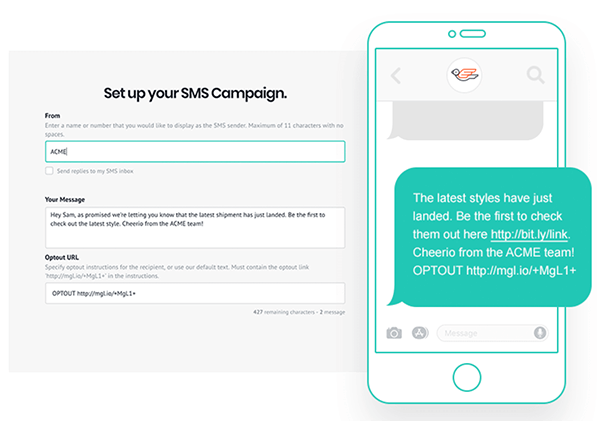 Set up your SMS Campaign.
From
Enter a name or number that you would like to display as the SMS sender. Maximum of 11 characters with no
spaces.
ACME
Send replies to my SMS inbox
Your Message
Hey Sam, as promised we're letting you know that the latest shipment has just landed. Be the first to
check out the latest style. Cheerio from the ACME team!
Optout URL
Specify optout instructions for the recipient, or use our default text. Must contain the optout link
'http://mgl.io/+MgL1+' in the instructions.
OPTOUT http://mgl.io/+MgL1+
427 remaining characters - 2 message
The latest styles have just
landed. Be the first to check
them out here http://bit.ly/link.
Cheerio from the ACME team!
OPTOUT http://mgl.io/+MgL1+
Message